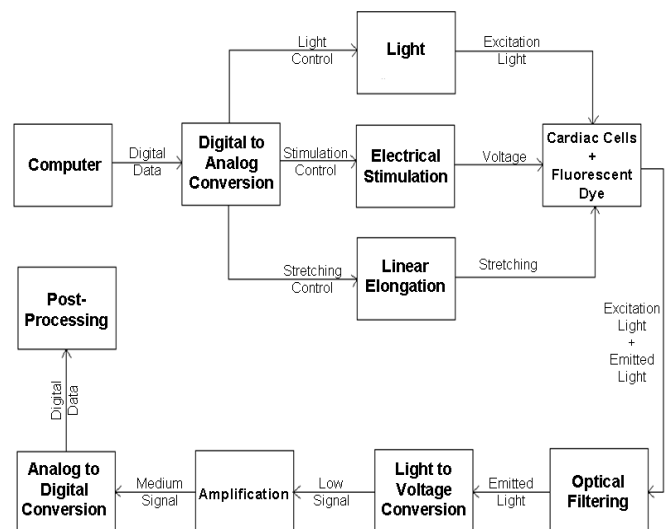 Light
Control
Light
Excitation
Light
Computer
Digital
Data
Digital to
Analog
Conversion
Stimulation
Control
Electrical
Stimulation
Voltage
Cardiac Cells
+
Fluorescent
Dye
Stretching
Control
Linear
Elongation
Stretching
Post-
Processing
Excitation
Light
+
Emitted
Light
Digital
Data
Analog to
Digital
Conversion
Medium
Signal
Amplification
Low
Signal
Light to
Voltage
Conversion
Emitted
Light
Optical
Filtering